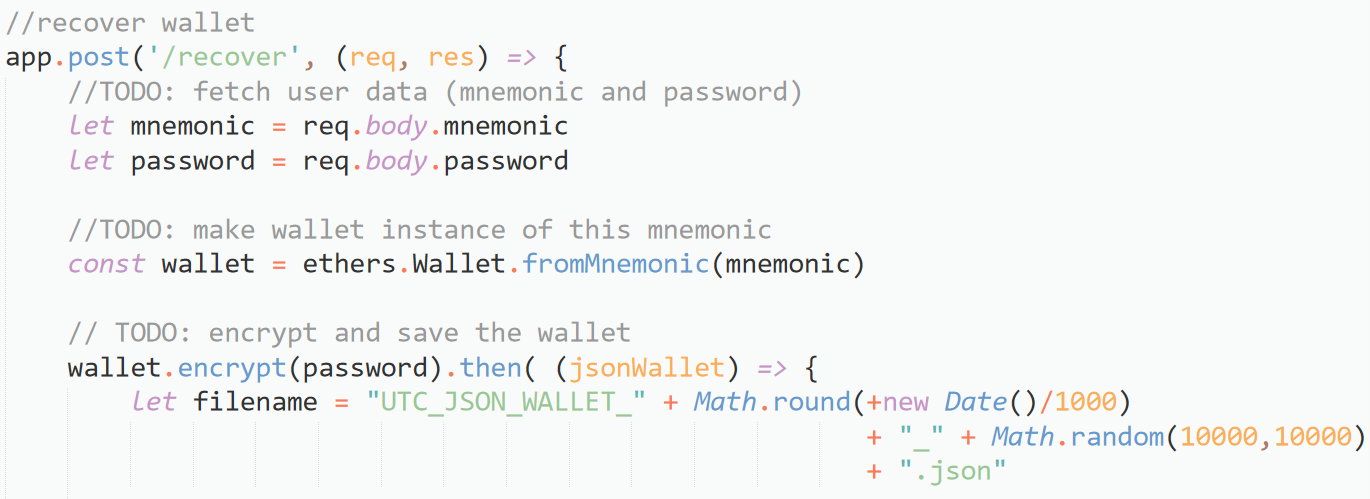 //recover wallet
app.post('/recover', (req, res) => {
//TODO: fetch user data (mnemonic and password)
let mnemonic = req.body.mnemonic
let password = req.body.password
//TODO: make wallet instance of this mnemonic
const wallet = ethers.Wallet.fromMnemonic(mnemonic)
// TODO: encrypt and save the wallet
wallet.encrypt(password).then( (jsonWallet) => {
let filename = "UTC_JSON_WALLET_" + Math.round(+new Date()/1000)
+ "_" + Math.random(10000,10000)
+ ".json"